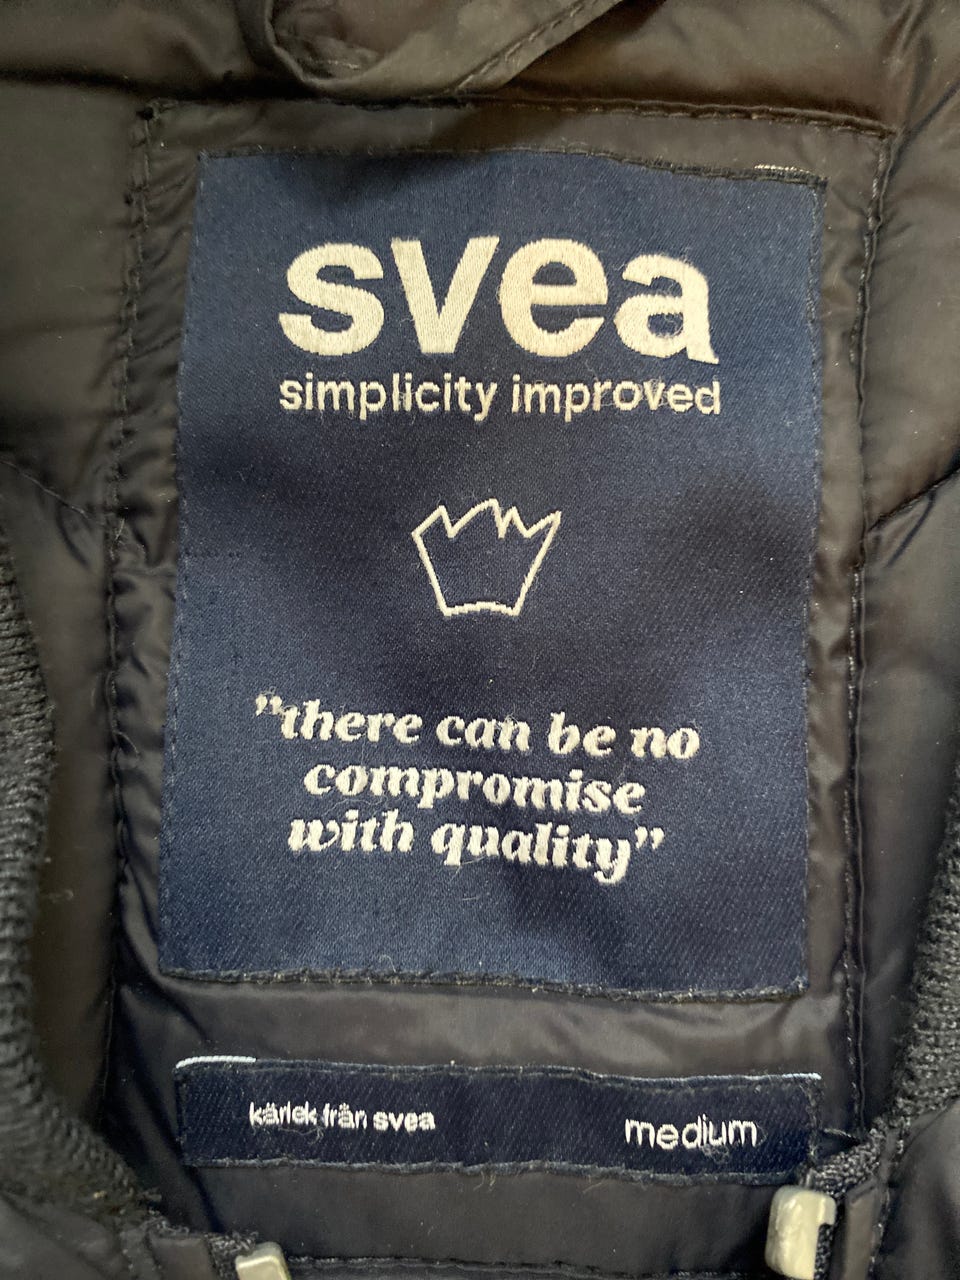 svea
simplicity improved
”there can be no
compromise
with quality”
kärlek från svea
medium